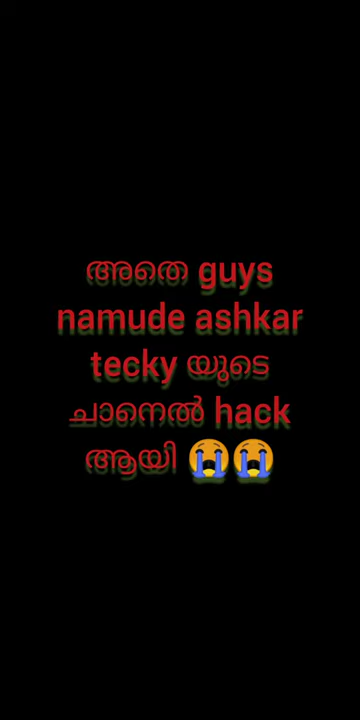 അതെ guys
namude ashkar
tecky യുടെ
ചാനെൽ hack
ആയി 😭😭